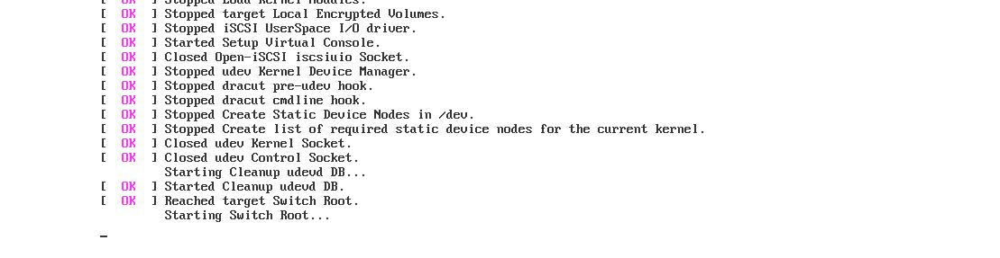 [  OK  ] Stopped Load Kernel Modules.
[  OK  ] Stopped target Local Encrypted Volumes.
[  OK  ] Stopped iSCSI UserSpace I/O driver.
[  OK  ] Started Setup Virtual Console.
[  OK  ] Closed Open-iSCSI iscsiuio Socket.
[  OK  ] Stopped udev Kernel Device Manager.
[  OK  ] Stopped dracut pre-udev hook.
[  OK  ] Stopped dracut cmdline hook.
[  OK  ] Stopped Create Static Device Nodes in /dev.
[  OK  ] Stopped Create list of required static device nodes for the current kernel.
[  OK  ] Closed udev Kernel Socket.
[  OK  ] Closed udev Control Socket.
Starting Cleanup udevd DB...
[  OK  ] Started Cleanup udevd DB.
[  OK  ] Reached target Switch Root.
Starting Switch Root...
_